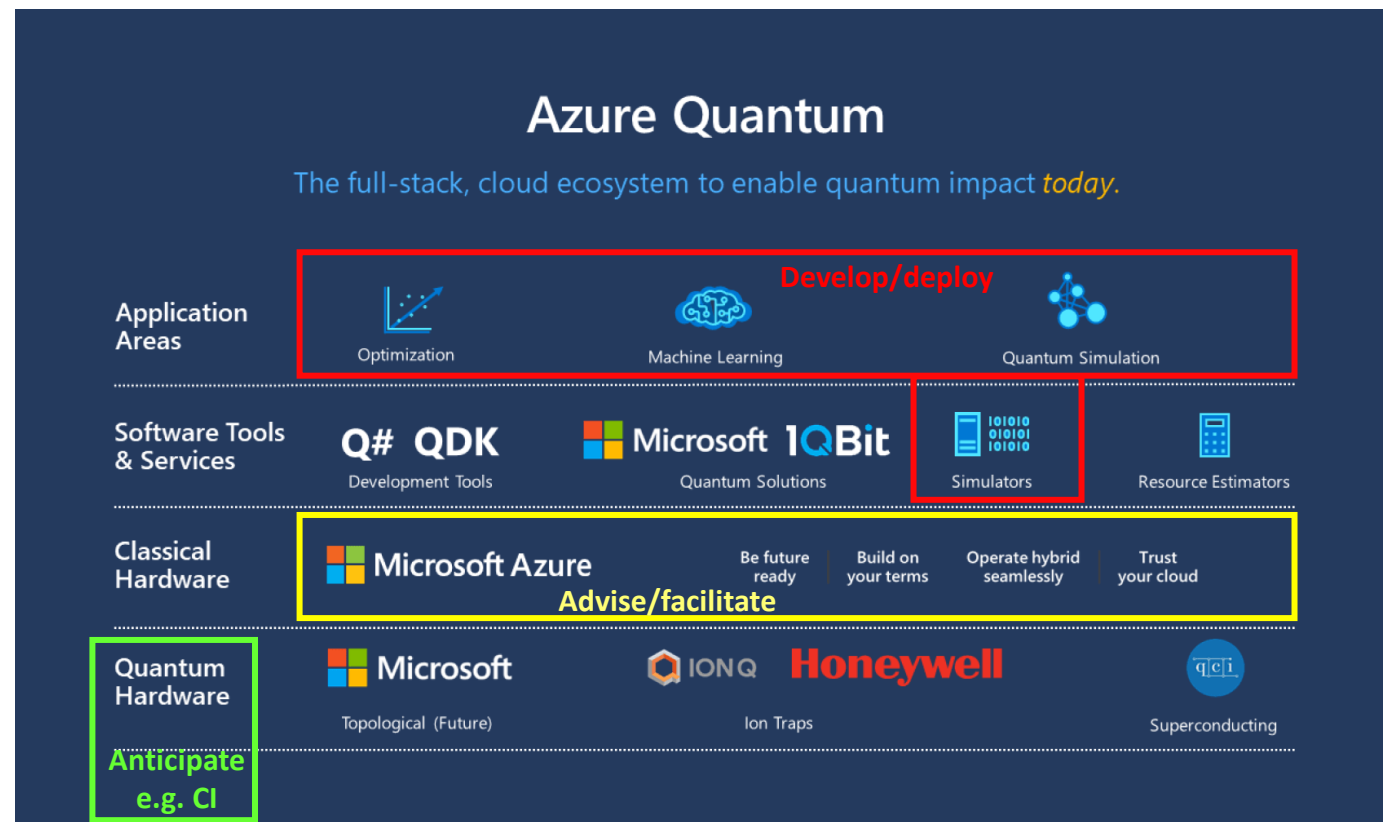 Azure Quantum
The full-stack, cloud ecosystem to enable quantum impact today.
Develop/deploy
Application
Areas
Optimization
Machine Learning
Quantum Simulation
Software Tools
& Services
Q# QDK
Development Tools
Microsoft 1QBit
Quantum Solutions
10101
01010
10101
Simulators
Resource Estimators
Classical
Hardware
Microsoft Azure
Be future
ready
Build on
your terms
Operate hybrid
seamlessly
Trust
your cloud
Advise/facilitate
Quantum
Hardware
Microsoft
Topological (Future)
IONQ Honeywell
Ion Traps
q|c|i
Superconducting
Anticipate
e.g. CI